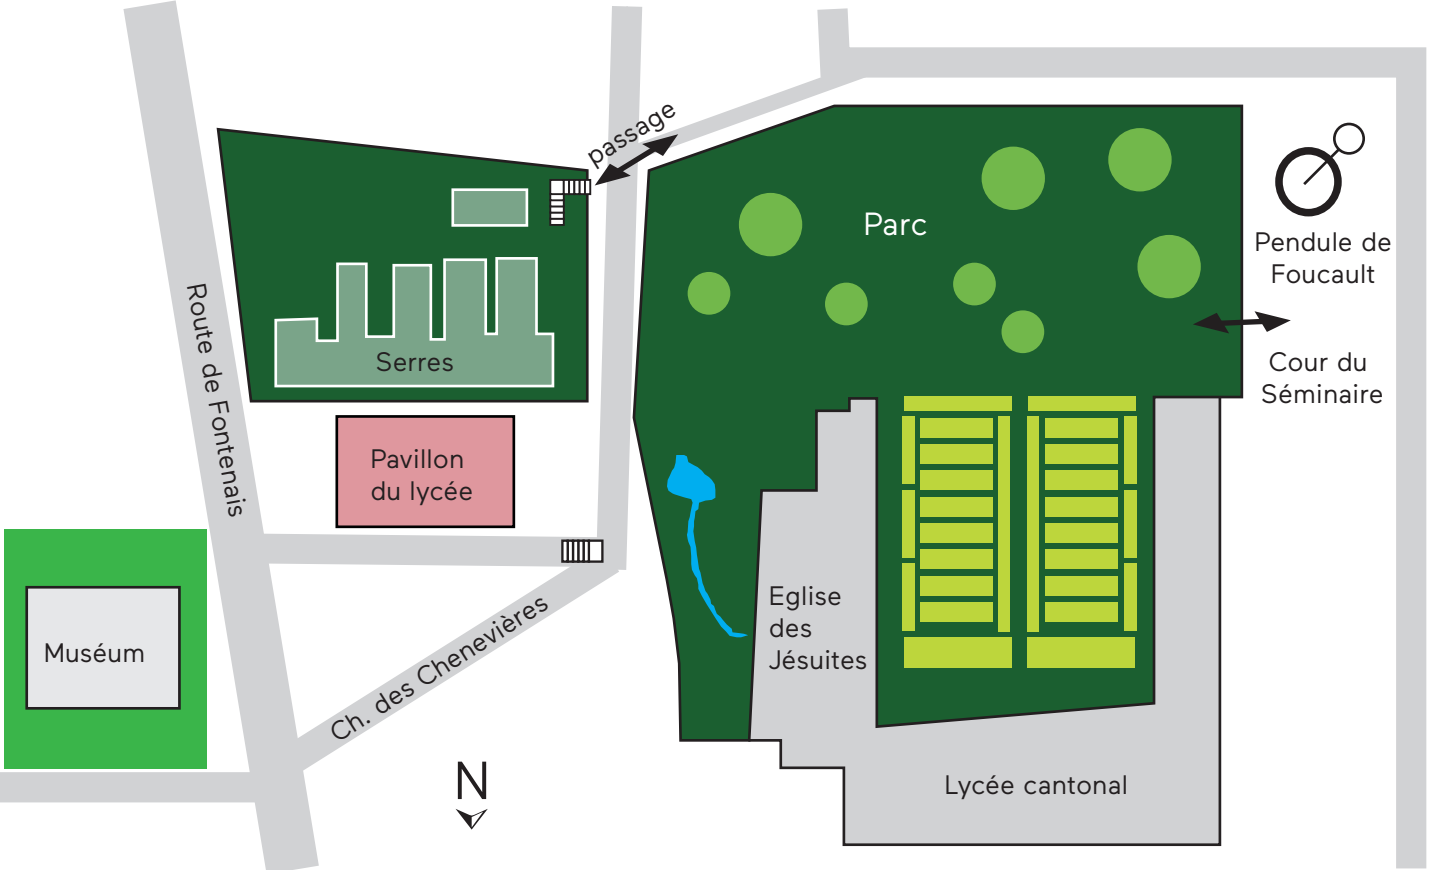 passage
Parc
Pendule de
Foucault
Route de Fontenais
Serres
Cour du
Séminaire
Pavillon
du lycée
Muséum
Eglise
des
Jésuites
Ch. des Chenevières
N
Lycée cantonal